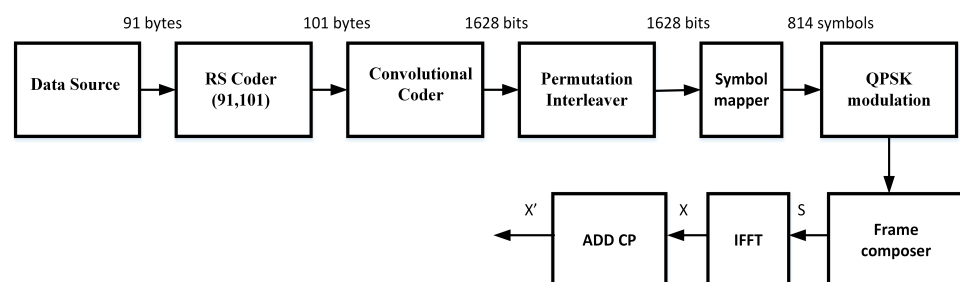 91 bytes
101 bytes
1628 bits
1628 bits
814 symbols
Data Source
RS Coder
(91,101)
Convolutional
Coder
Permutation
Interleaver
Symbol
mapper
QPSK
modulation
X’
X
S
ADD CP
IFFT
Frame
composer